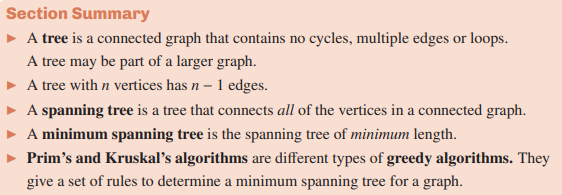 Section Summary
▶ A tree is a connected graph that contains no cycles, multiple edges or loops.
A tree may be part of a larger graph.
▶ A tree with n vertices has n − 1 edges.
▶ A spanning tree is a tree that connects all of the vertices in a connected graph.
▶ A minimum spanning tree is the spanning tree of minimum length.
▶ Prim's and Kruskal's algorithms are different types of greedy algorithms. They
give a set of rules to determine a minimum spanning tree for a graph.